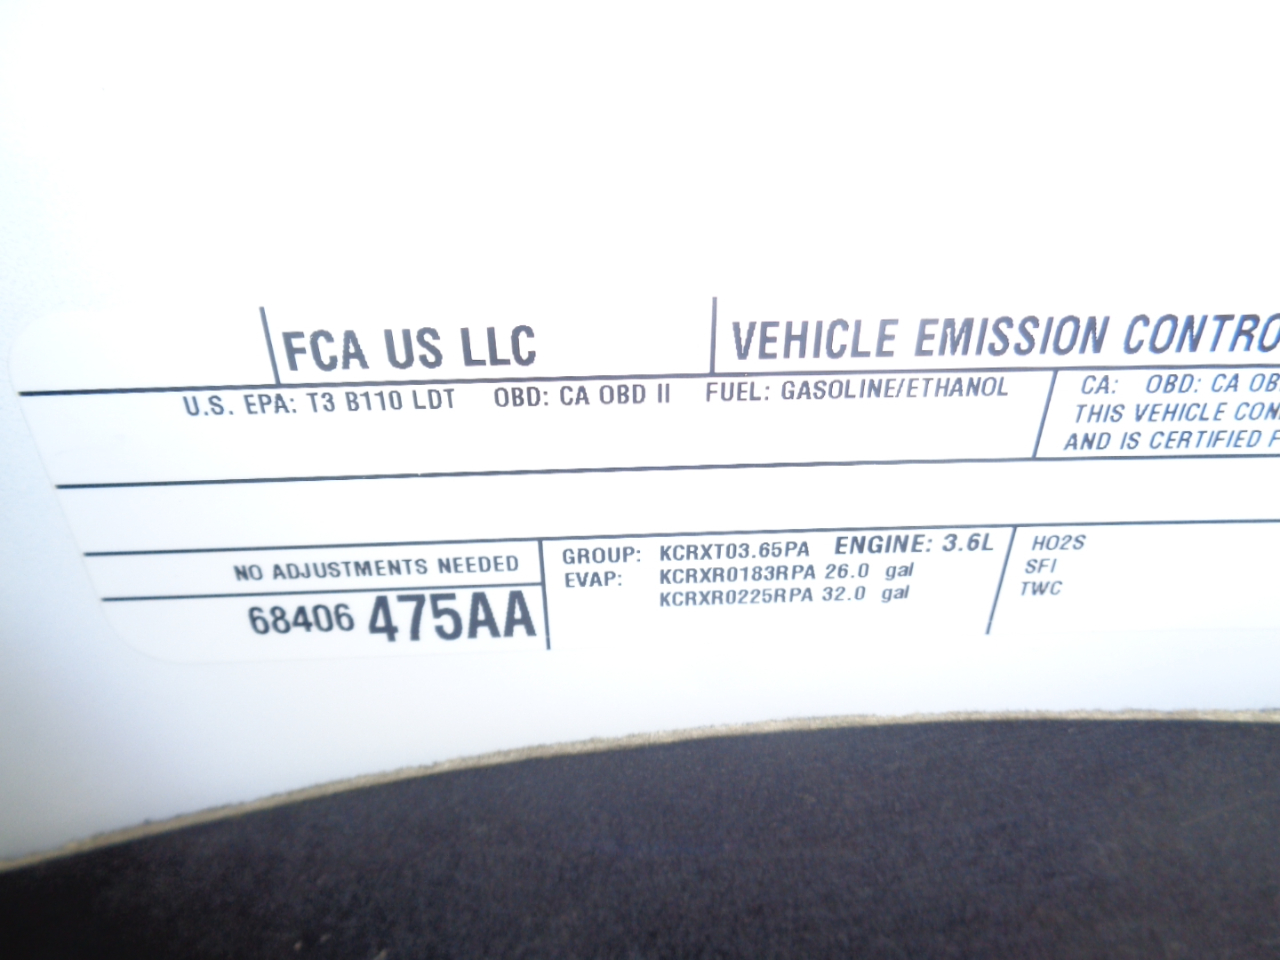 FCA US LLC
VEHICLE EMISSION CONTRO
U.S. EPA: T3 B110 LDT OBD: CA OBD II FUEL: GASOLINE/ETHANOL
CA: OBD: CA OB
THIS VEHICLE CON
AND IS CERTIFIED F
NO ADJUSTMENTS NEEDED
68406 475AA
GROUP: KCRXT03.65PA ENGINE: 3.6L
EVAP: KCRXR0183RPA 26.0 gal
KCRXR0225RPA 32.0 gal
HO2S
SFI
TWC